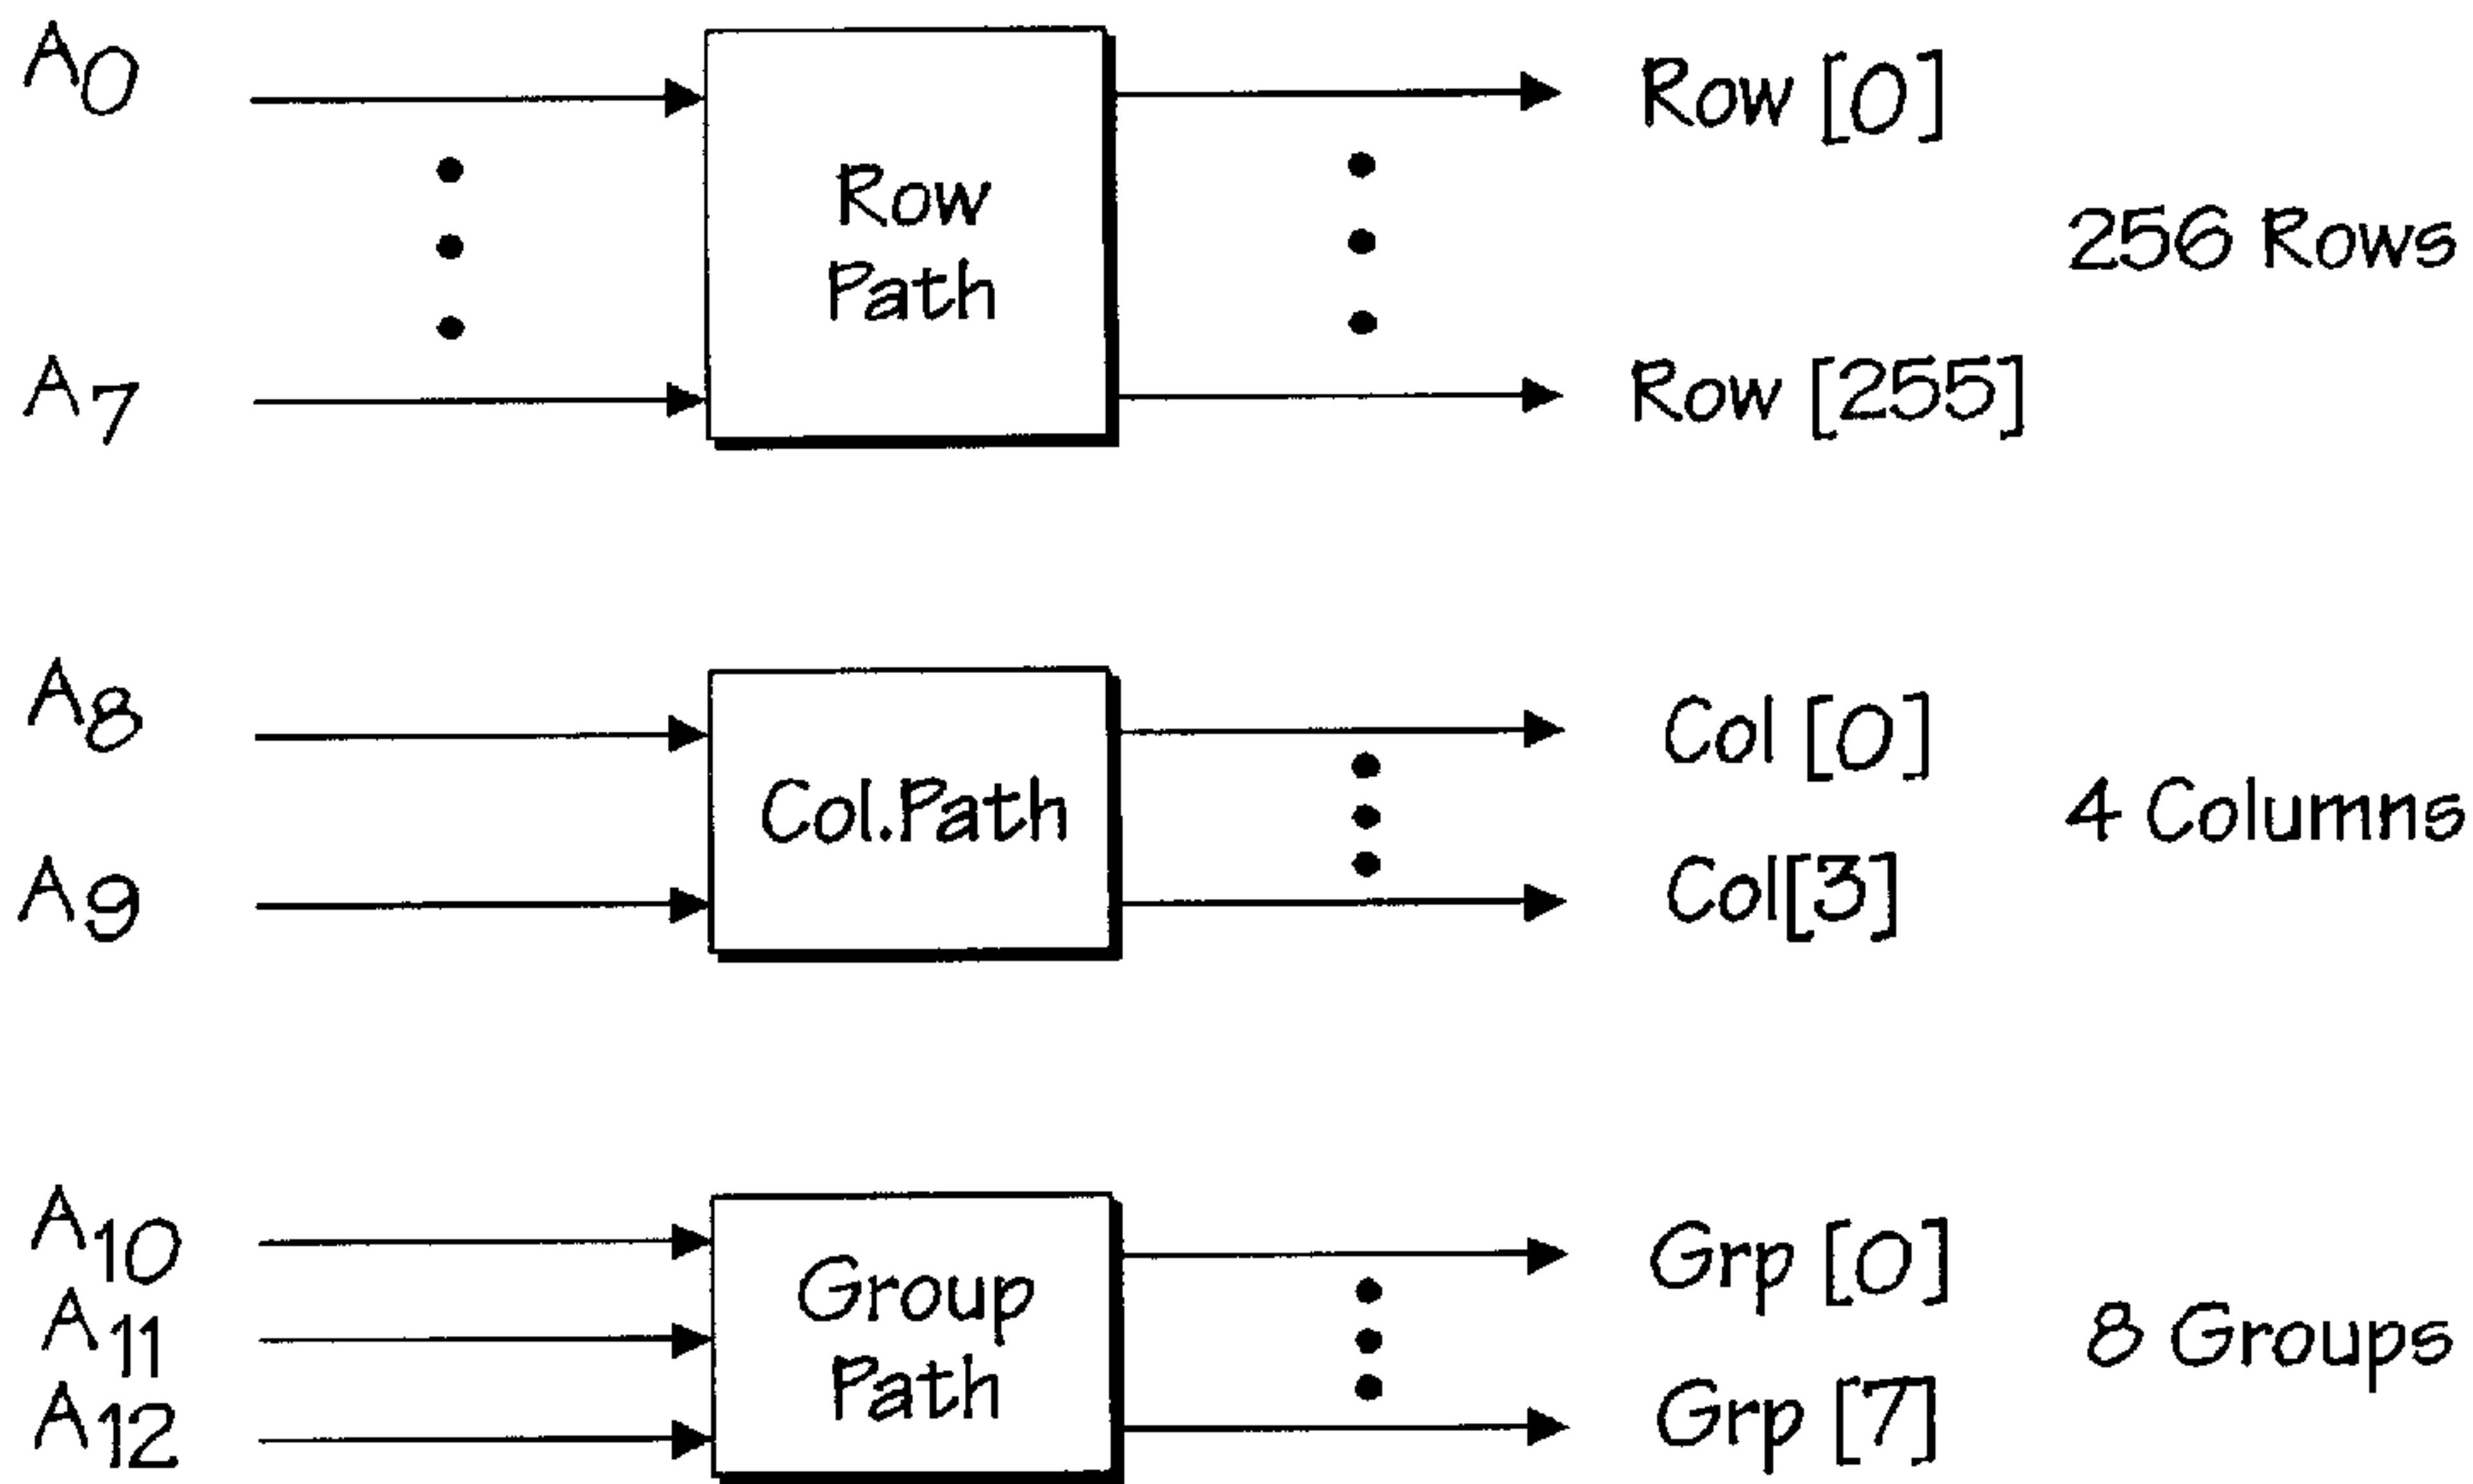 A0
Row [0]
Row
Path
256 Rows
A7
Row [255]
A8
Col [0]
Col.Path
4 Columns
A9
Col[3]
A10
Grp [0]
Group
Path
A11
8 Groups
A12
Grp [7]